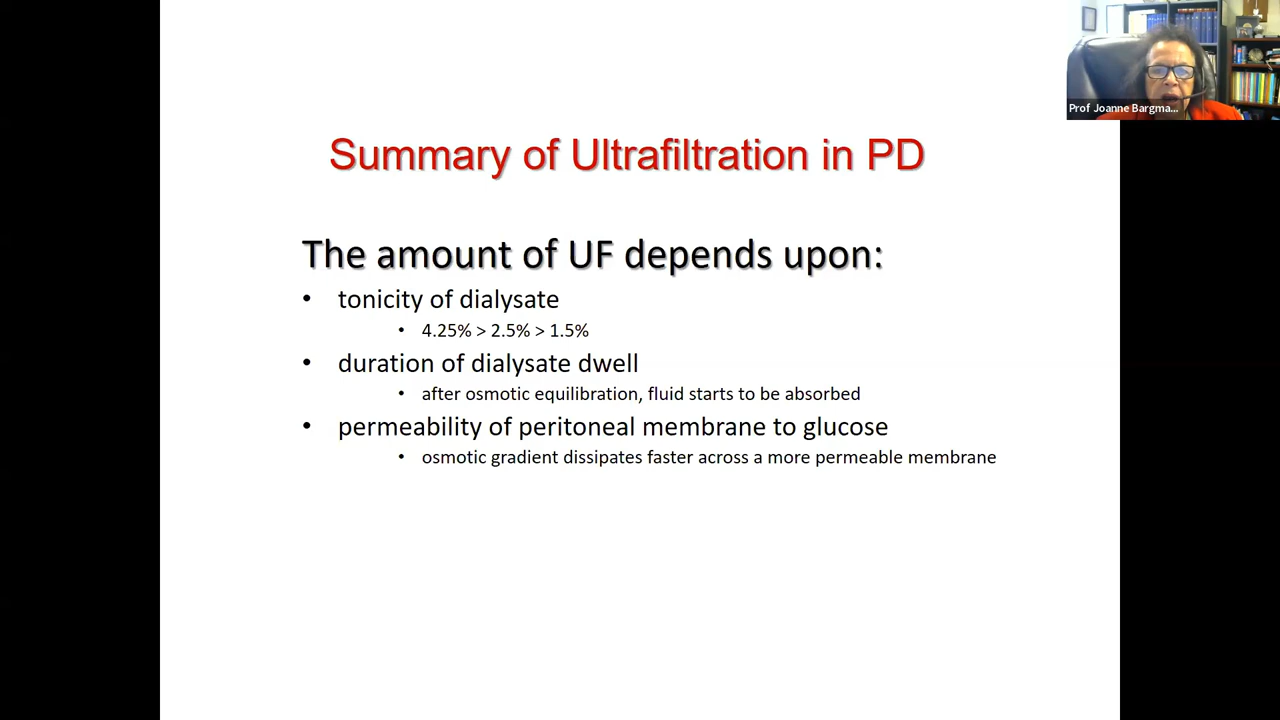 Prof Joanne Bargma...
Summary of Ultrafiltration in PD
The amount of UF depends upon:
• tonicity of dialysate
• 4.25% > 2.5% > 1.5%
• duration of dialysate dwell
• after osmotic equilibration, fluid starts to be absorbed
• permeability of peritoneal membrane to glucose
• osmotic gradient dissipates faster across a more permeable membrane